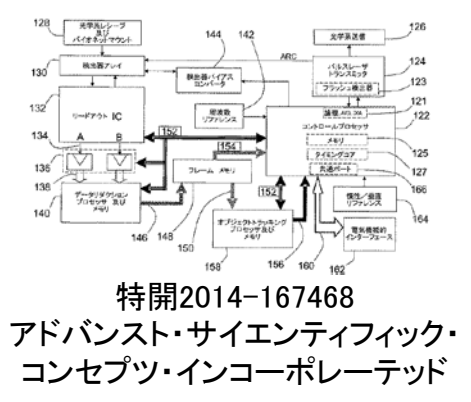 128
光学系レシーブ
及び
バイオネットマウント
130
検出器アレイ
132
リードアウト IC
134
A
B
136
138
140
データリダクション
プロセッサ及び
メモリ
144
検出器バイアス
コンバータ
142
周波数
リファレンス
ARC
光学系送信
126
パルスレーザ
トランスミッタ
124
フラッシュ検出器
123
121
コントロールプロセッサ
122
メモリ
125
タイミングコア
127
共通ポート
166
152
154
フレーム メモリ
146
148
150
152
オブジェクトトラッキング
プロセッサ及びメモリ
158
156
160
慣性/垂直
リファレンス
164
電気機械的
インターフェース
162
特開2014-167468
アドバンスト・サイエンティフィック・
コンセプツ・インコーポレーテッド